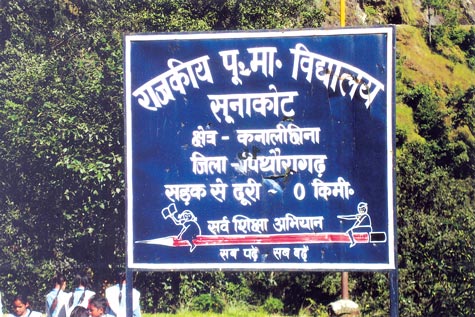 राजकीय पू. मा. विद्यालय
सूनाकोट
क्षेत्र - कनालीछीना
जिला - पिथौरागढ़
सड़क से दूरी - 0 किमी.
सर्व शिक्षा अभियान
सब पढ़ें - सब बढ़ें